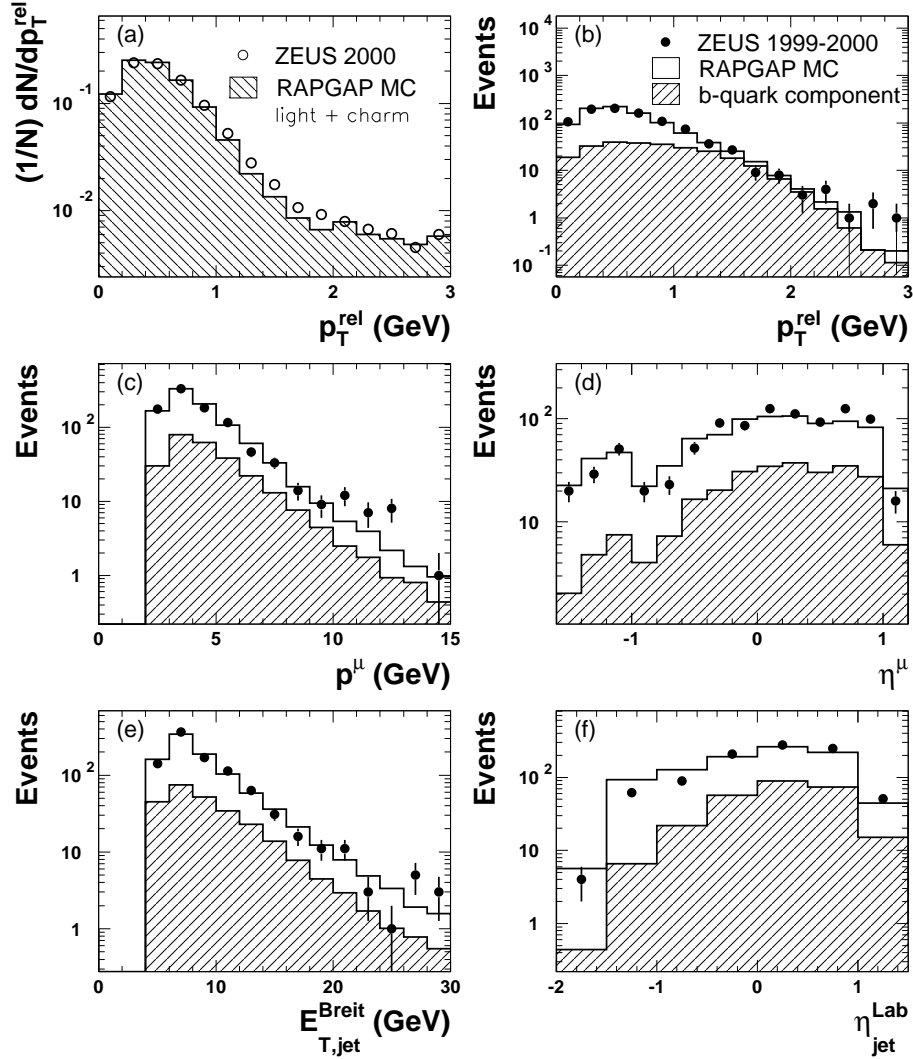 (a)
ZEUS 2000
RAPGAP MC
light + charm
(1/N) dN/dp_T^rel
10^-1
10^-2
0 1 2 3
p_T^rel (GeV)
(b)
ZEUS 1999-2000
RAPGAP MC
b-quark component
Events
10^4
10^3
10^2
10
1
10^-1
0 1 2 3
p_T^rel (GeV)
(c)
Events
10^2
10
1
0 5 10 15
p^μ (GeV)
(d)
Events
10^2
10
-1 0 1
η^μ
(e)
Events
10^2
10
1
0 10 20 30
E_T,jet^Breit (GeV)
(f)
Events
10^2
10
1
-2 -1 0 1 2
η_jet^Lab